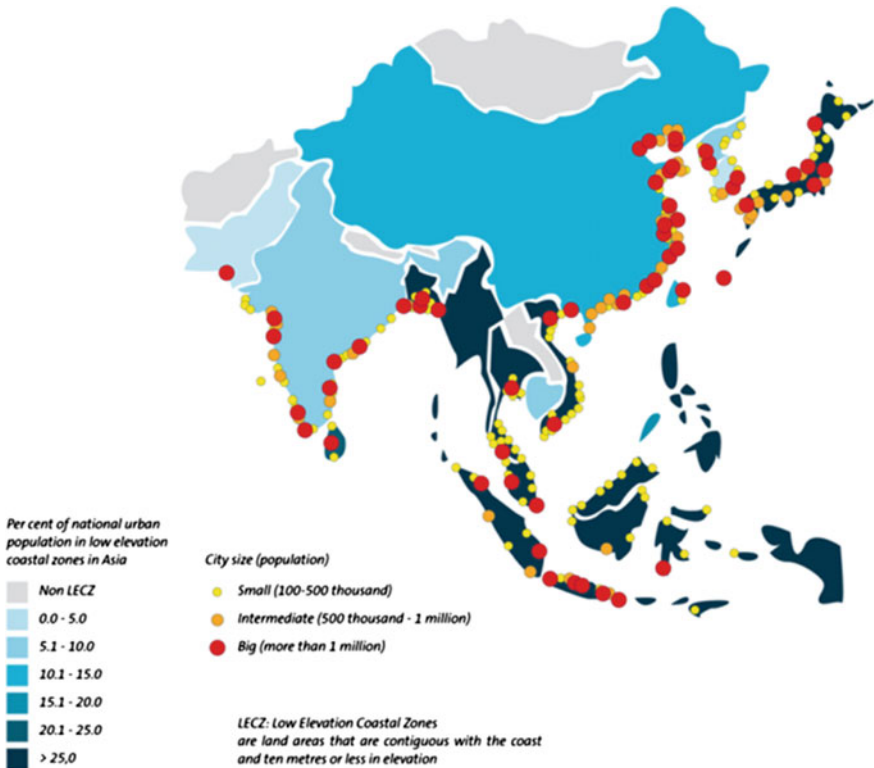 Per cent of national urban
population in low elevation
coastal zones in Asia
Non LECZ
0.0 - 5.0
5.1 - 10.0
10.1 - 15.0
15.1 - 20.0
20.1 - 25.0
> 25,0
City size (population)
Small (100-500 thousand)
Intermediate (500 thousand - 1 million)
Big (more than 1 million)
LECZ: Low Elevation Coastal Zones
are land areas that are contiguous with the coast
and ten metres or less in elevation